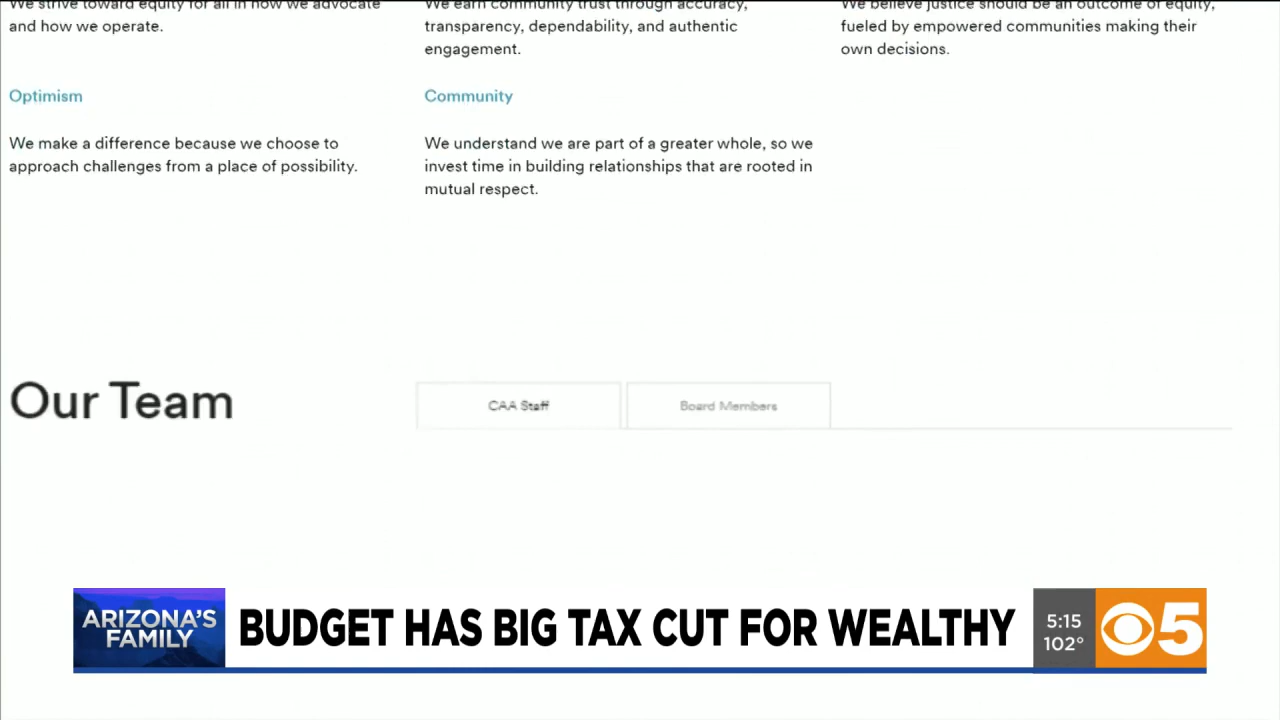 We strive toward equity for all in how we advocate
and how we operate.
We earn community trust through accuracy,
transparency, dependability, and authentic
engagement.
We believe justice should be an outcome of equity,
fueled by empowered communities making their
own decisions.
Optimism
We make a difference because we choose to
approach challenges from a place of possibility.
Community
We understand we are part of a greater whole, so we
invest time in building relationships that are rooted in
mutual respect.
Our Team
CAA Staff
Board Members
ARIZONA'S
FAMILY
BUDGET HAS BIG TAX CUT FOR WEALTHY
5:15
102°
5